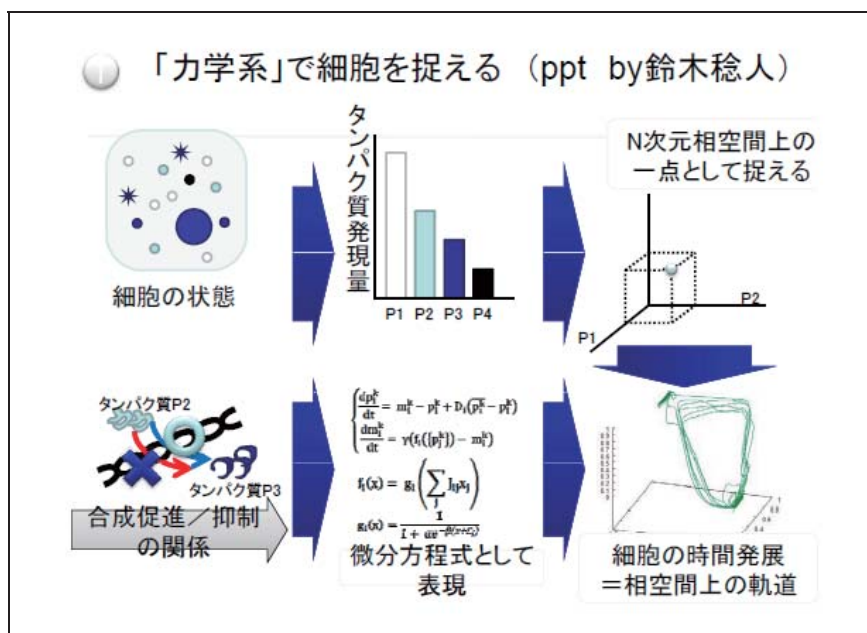 1 「力学系」で細胞を捉える (ppt by鈴木稔人)
細胞の状態
タンパク質発現量
P1 P2 P3 P4
N次元相空間上の
一点として捉える
P2
P1
タンパク質P2
タンパク質P3
合成促進/抑制
の関係
微分方程式として
表現
細胞の時間発展
=相空間上の軌道